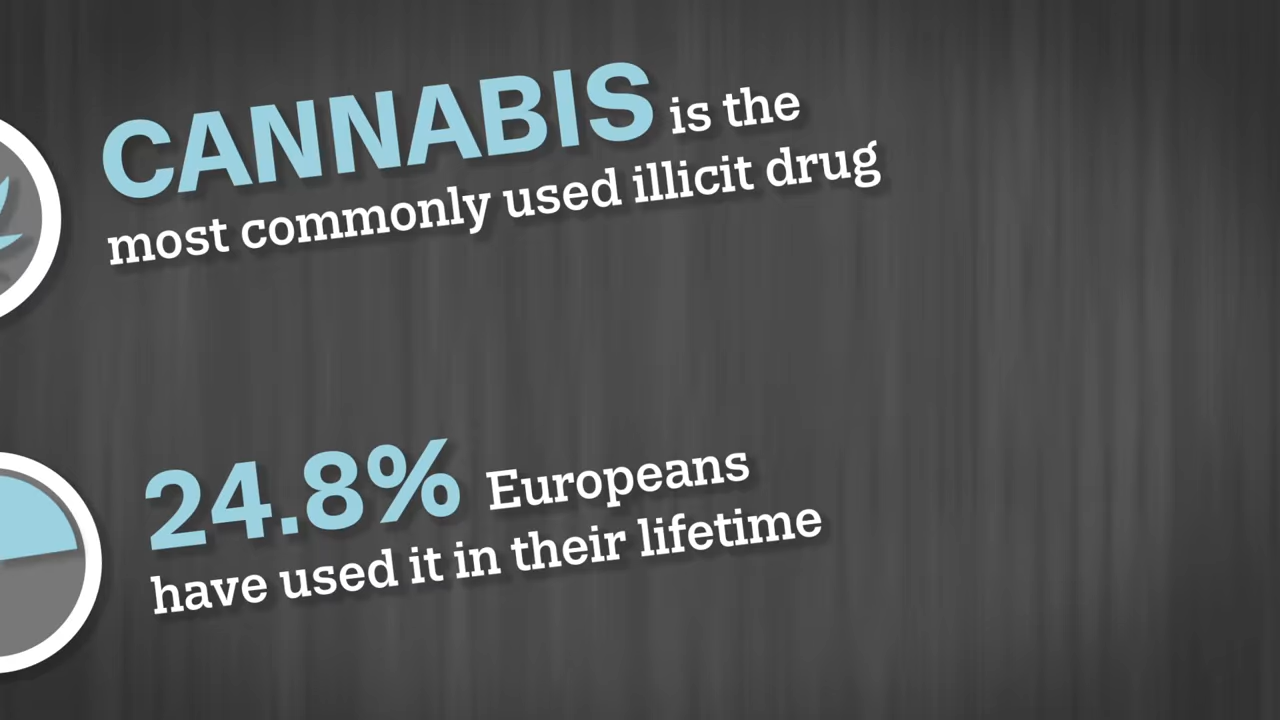 CANNABIS is the
most commonly used illicit drug
24.8% Europeans
have used it in their lifetime